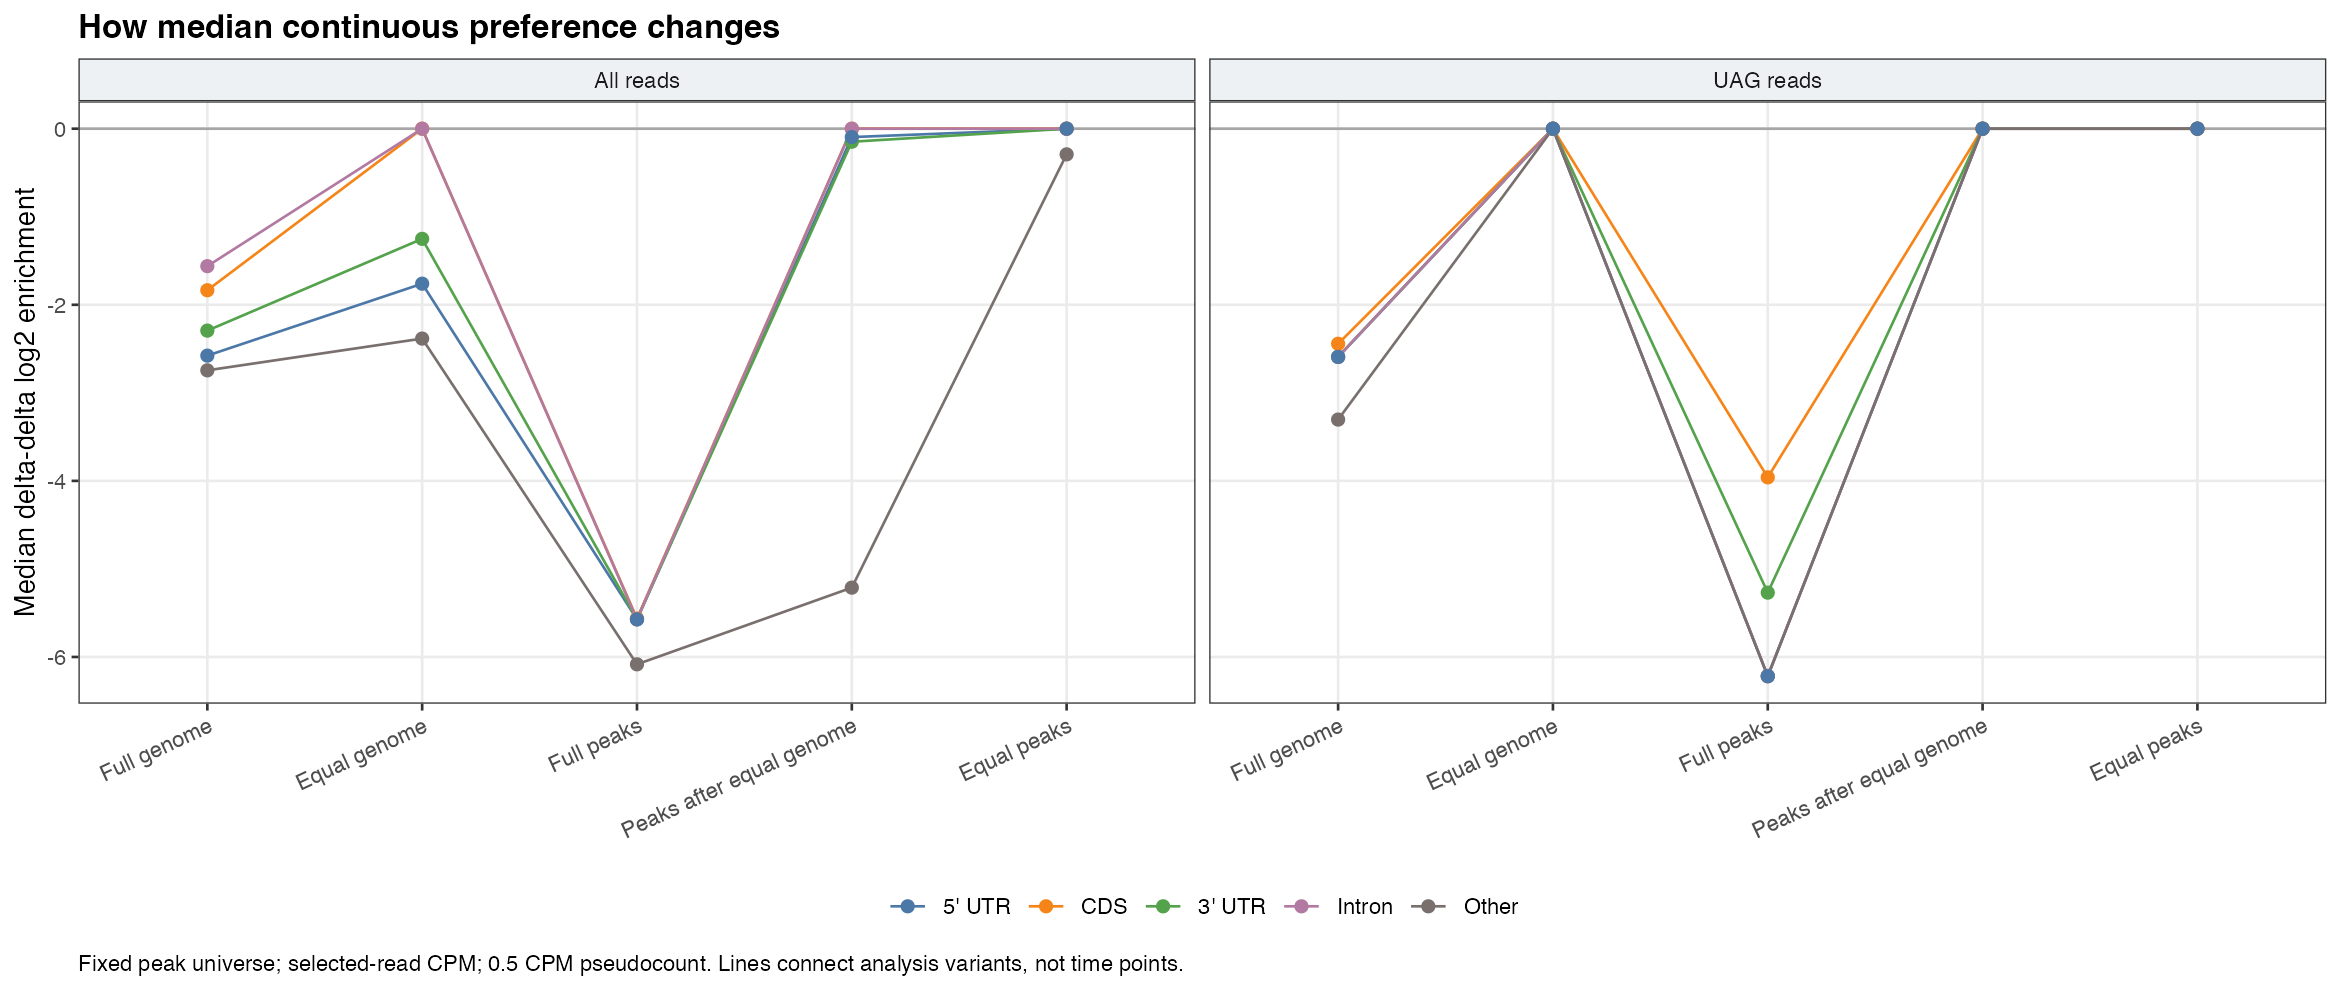 How median continuous preference changes
All reads
UAG reads
Median delta-delta log2 enrichment
0
-2
-4
-6
Full genome
Equal genome
Full peaks
Peaks after equal genome
Equal peaks
Full genome
Equal genome
Full peaks
Peaks after equal genome
Equal peaks
5' UTR CDS 3' UTR Intron Other
Fixed peak universe; selected-read CPM; 0.5 CPM pseudocount. Lines connect analysis variants, not time points.